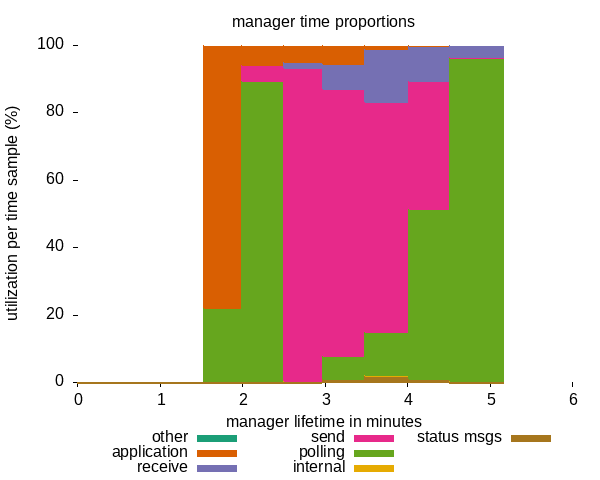 manager time proportions
utilization per time sample (%)
100
80
60
40
20
0
0 1 2 3 4 5 6
manager lifetime in minutes
other send status msgs
application polling
receive internal